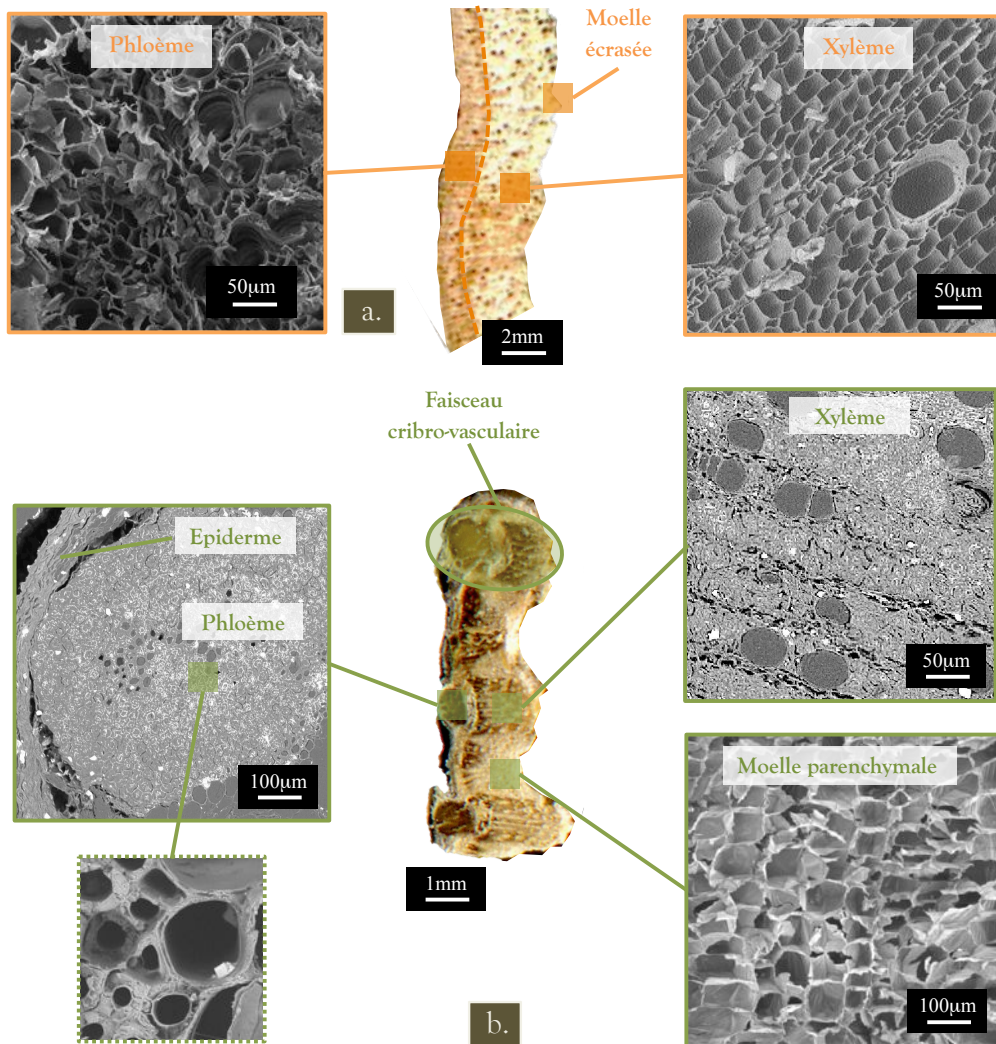 Phloème
50µm
Moelle
écrasée
2mm
a.
Xylème
50µm
Faisceau
cribro-vasculaire
Epiderme
Phloème
100µm
1mm
Xylème
50µm
Moelle parenchymale
100µm
b.